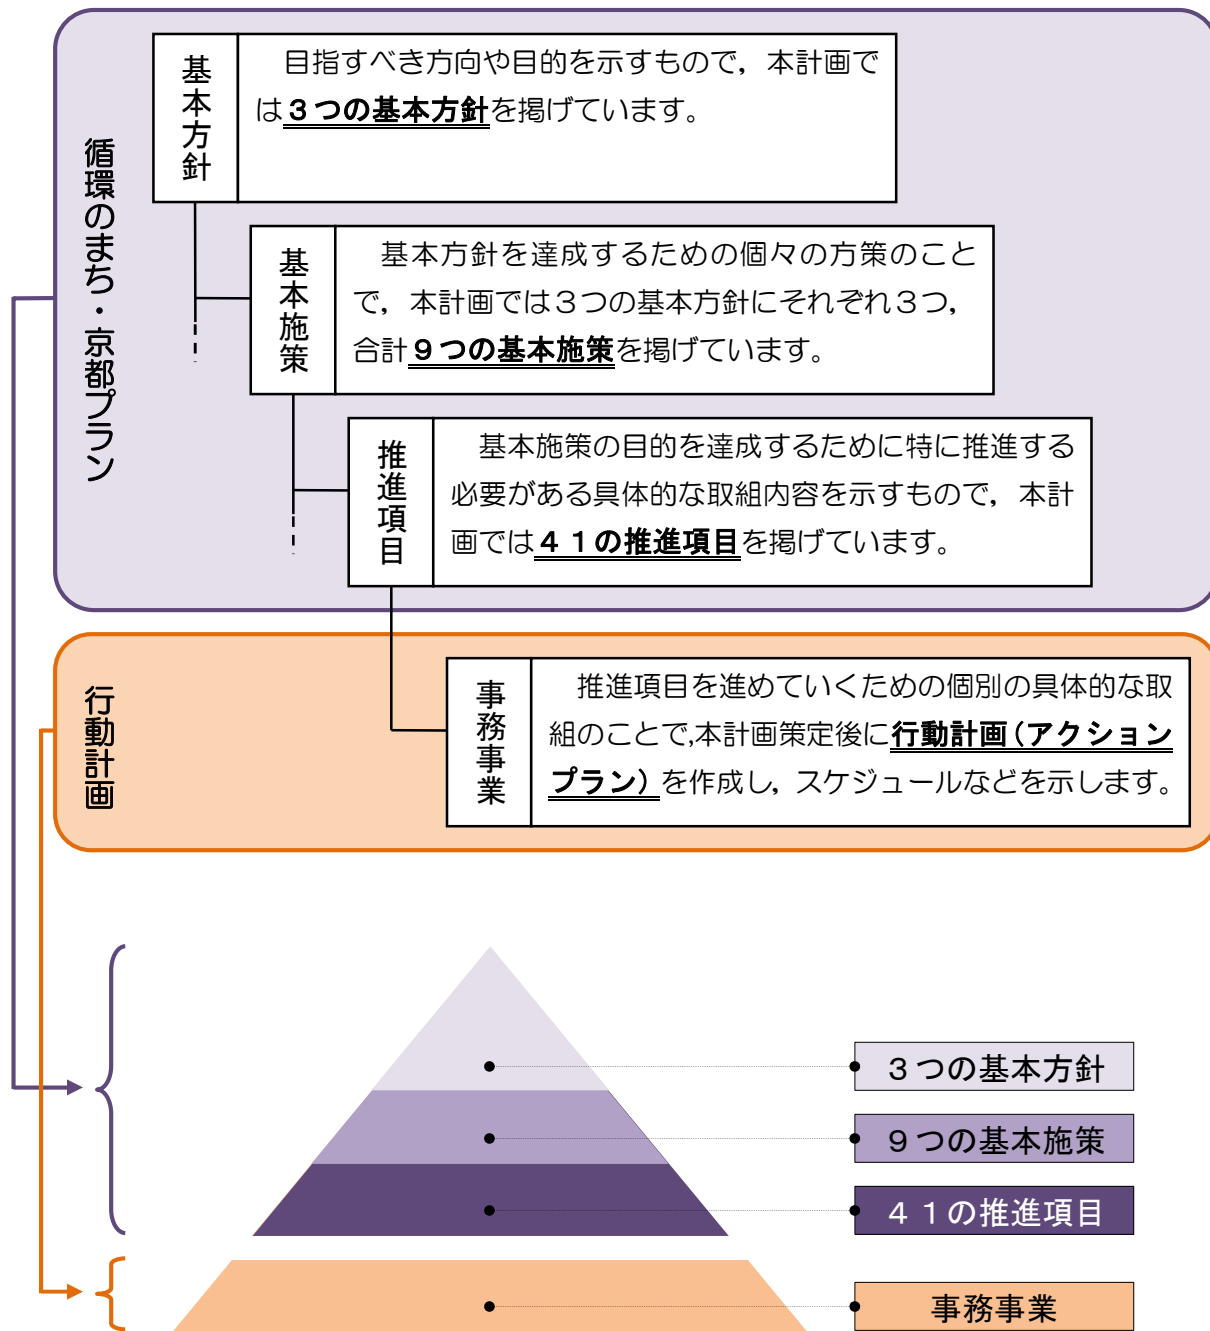 循環のまち・京都プラン
基本方針
目指すべき方向や目的を示すもので，本計画で
は３つの基本方針を掲げています。
基本施策
基本方針を達成するための個々の方策のこと
で，本計画では３つの基本方針にそれぞれ３つ，
合計９つの基本施策を掲げています。
推進項目
基本施策の目的を達成するために特に推進する
必要がある具体的な取組内容を示すもので，本計
画では４１の推進項目を掲げています。
行動計画
事務事業
推進項目を進めていくための個別の具体的な取
組のことで,本計画策定後に行動計画（アクション
プラン）を作成し，スケジュールなどを示します。
３つの基本方針
９つの基本施策
４１の推進項目
事務事業